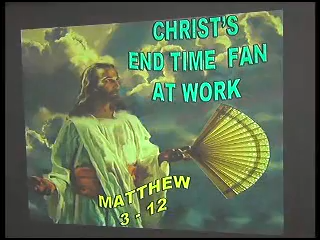 CHRIST'S
END TIME FAN
AT WORK
MATTHEW
3 - 12